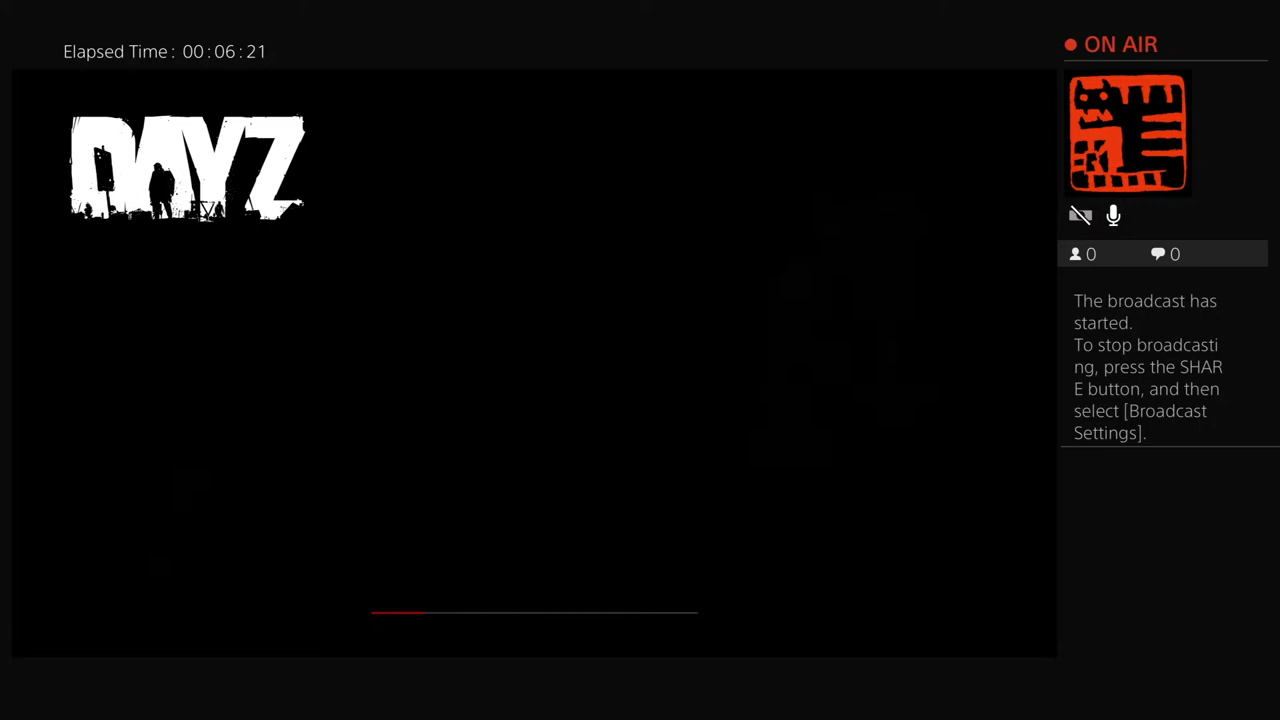 Elapsed Time: 00:06:21
ON AIR
DAYZ
0
0
The broadcast has
started.
To stop broadcasti
ng, press the SHAR
E button, and then
select [Broadcast
Settings].